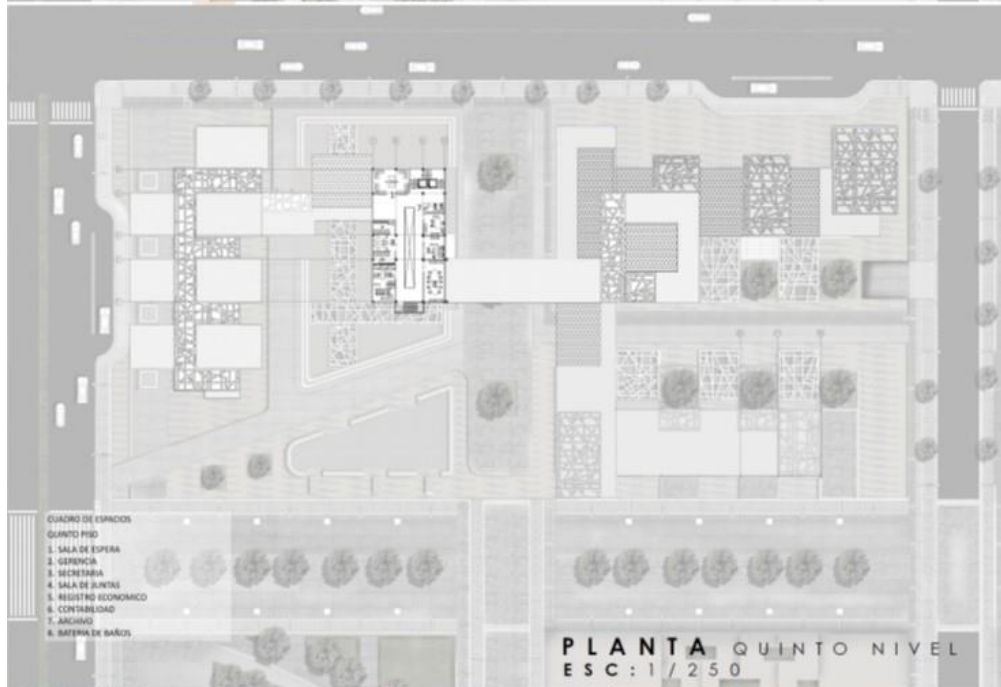 CUADRO DE ESPACIOS
QUINTO PISO
1. SALA DE ESPERA
2. GERENCIA
3. SECRETARIA
4. SALA DE JUNTAS
5. REGISTRO ECONOMICO
6. CONTABILIDAD
7. ARCHIVO
8. BATERIA DE BAÑOS
PLANTA QUINTO NIVEL
ESC: 1/250